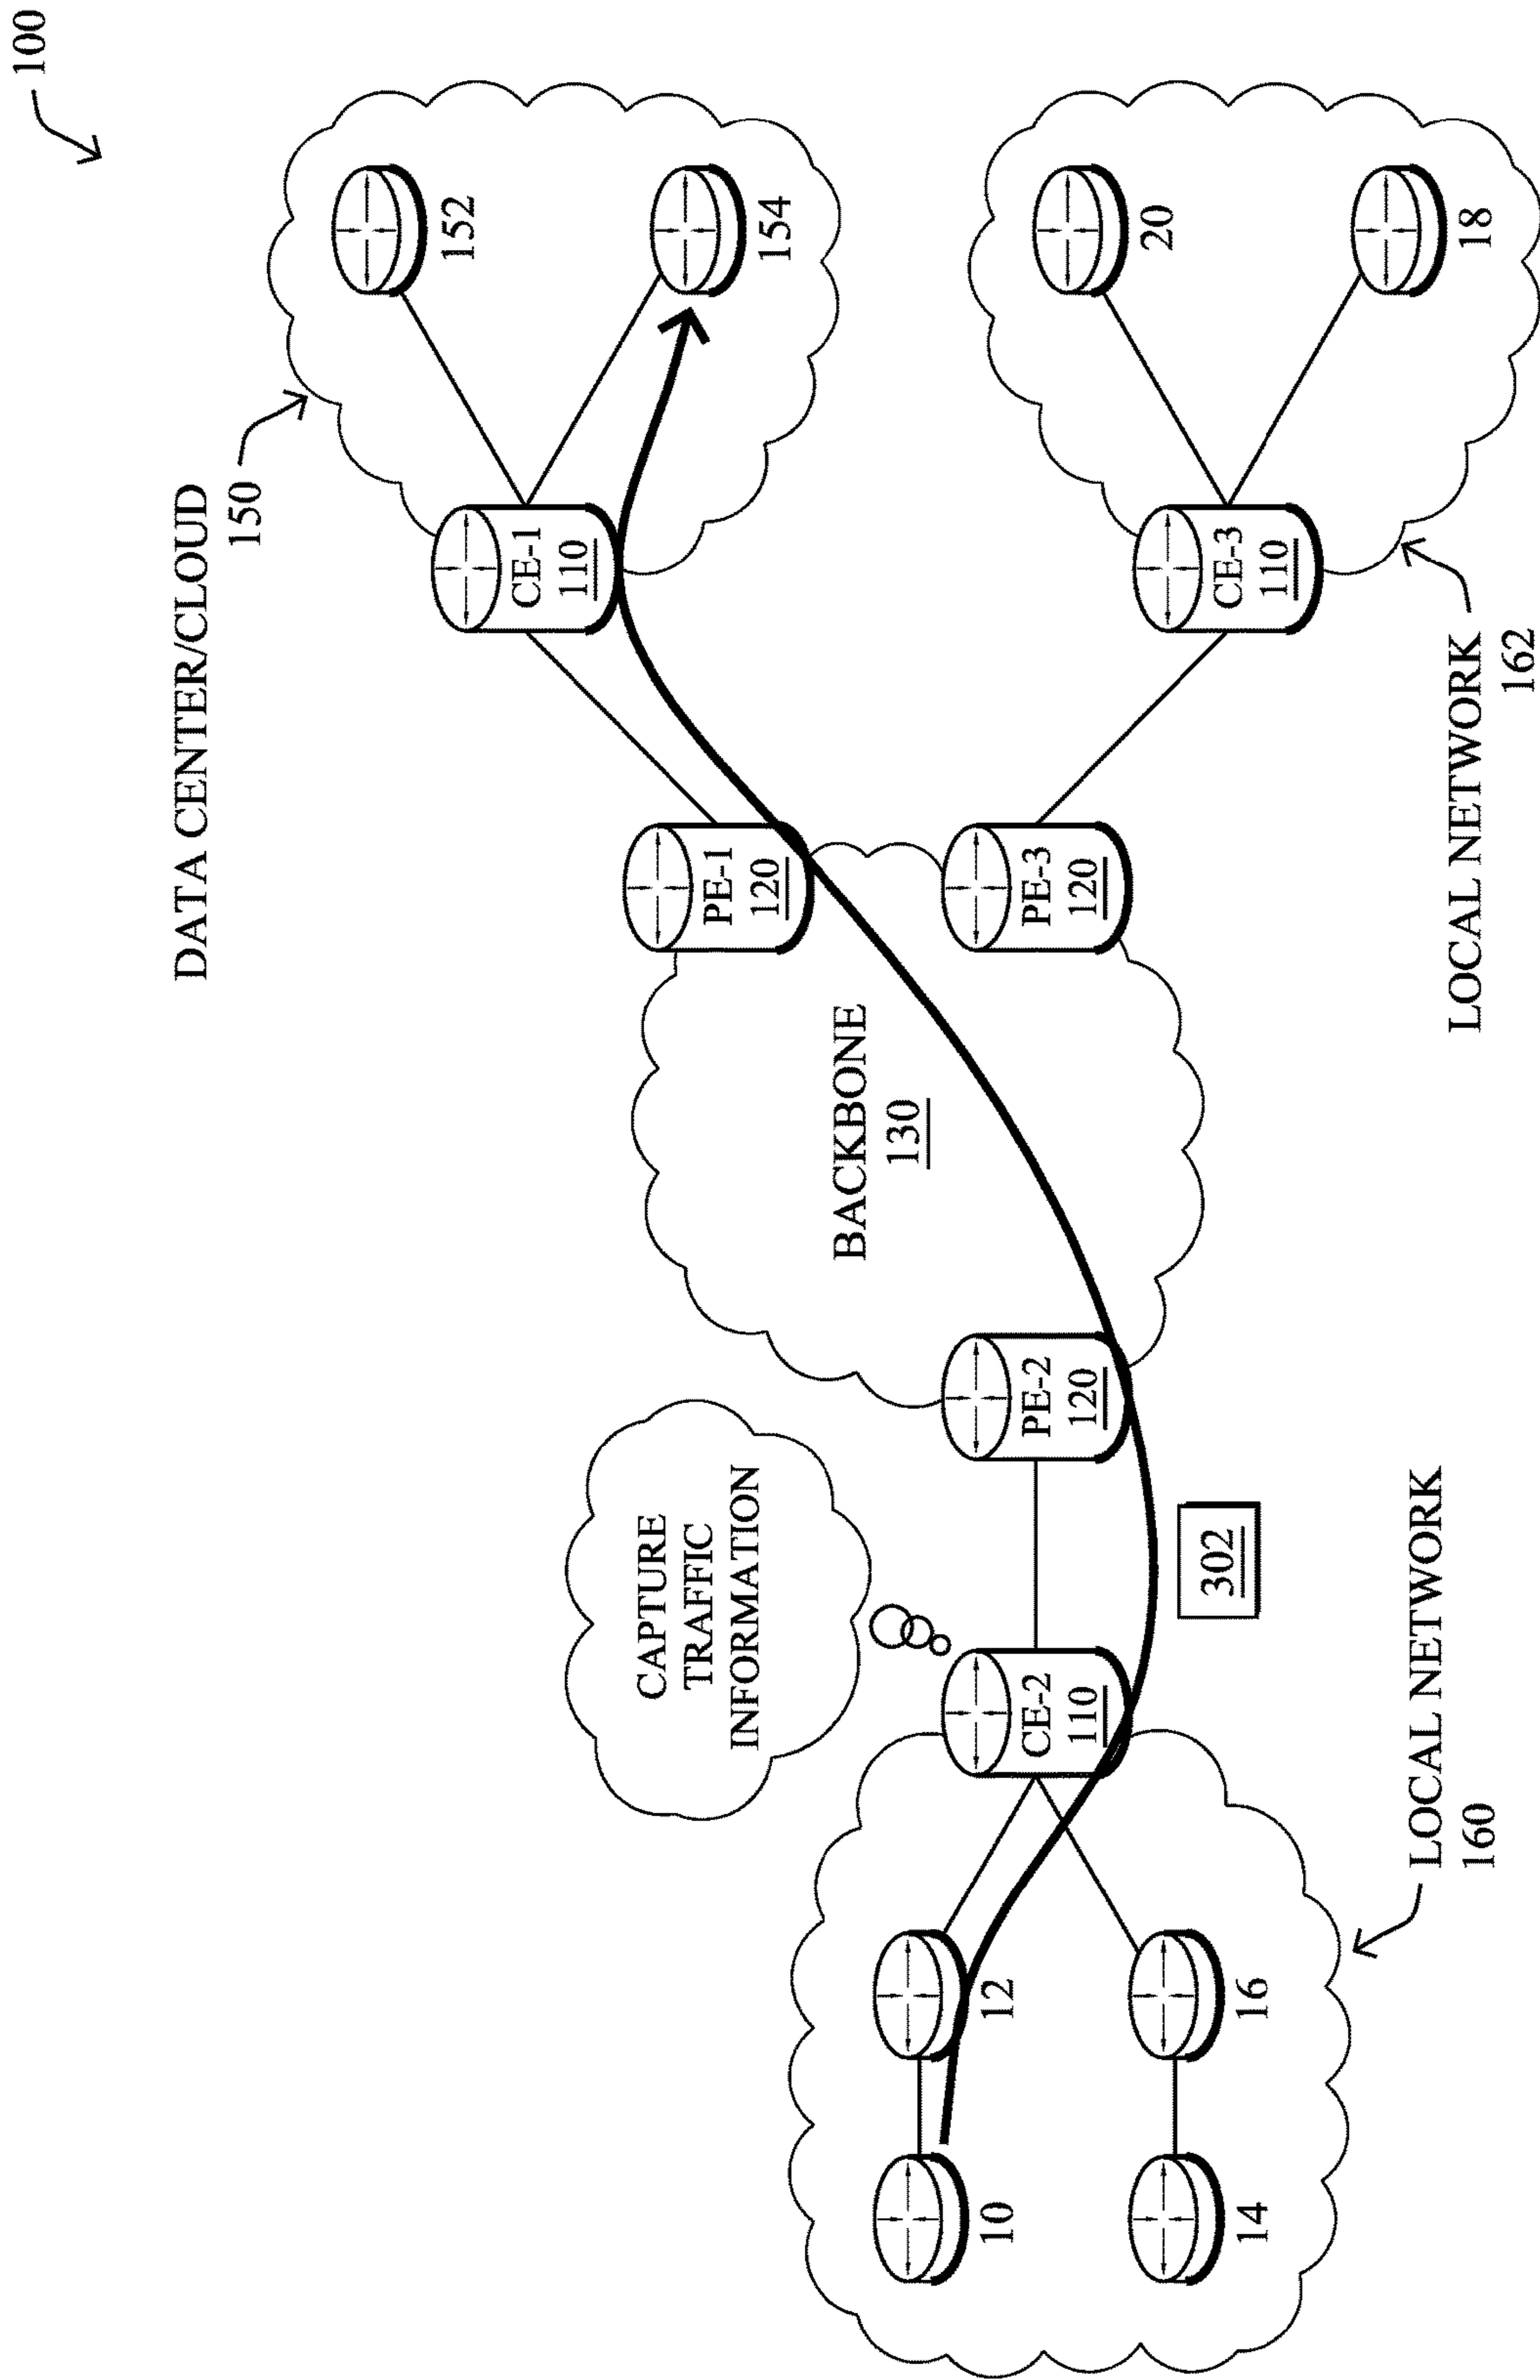 100
DATA CENTER/CLOUD
150
152
154
CE-1
110
PE-1
120
BACKBONE
130
PE-3
120
CE-3
110
20
18
LOCAL NETWORK
162
CAPTURE
TRAFFIC
INFORMATION
PE-2
120
302
CE-2
110
12
10
16
14
LOCAL NETWORK
160